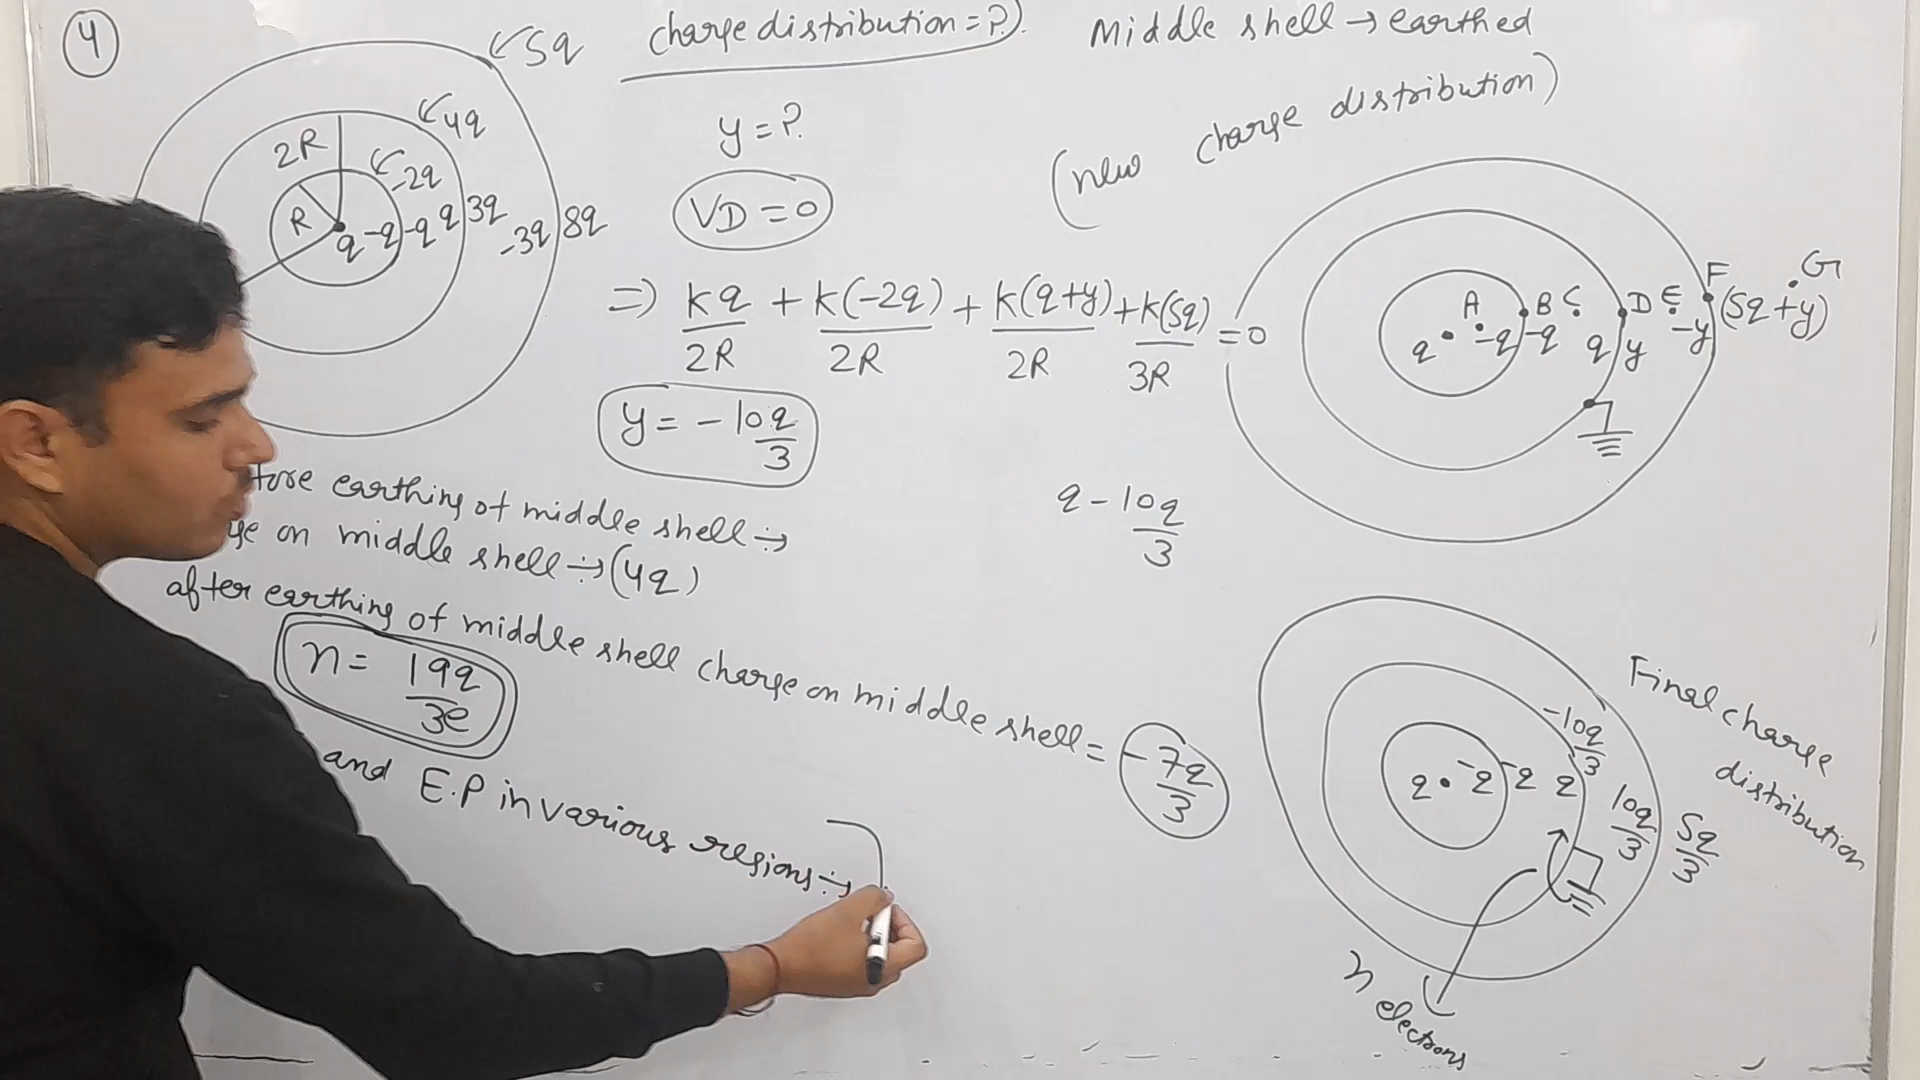 4
5q
charge distribution = ?
Middle shell → earthed
4q
2R
-2q
R
q -q -q q 3q -3q 8q
y = ?
(new charge distribution)
VD = 0
=) kq/2R + k(-2q)/2R + k(q+y)/2R + k(5q)/3R = 0
A B C D E F G
q -q -q q y -y (5q+y)
y = -10q/3
q - 10q/3
earthing of middle shell ÷→
on middle shell ÷→ (4q)
after earthing of middle shell charge on middle shell = -7q/3
n = 19q/3e
and E.P in various regions ÷→
Final charge distribution
q -q -q q -10q/3 10q/3 5q/3
n electrons